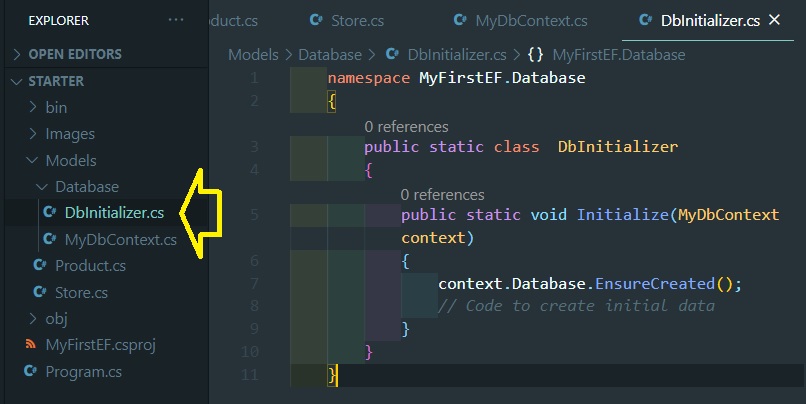 EXPLORER
···
OPEN EDITORS
STARTER
bin
Images
Models
Database
C# DbInitializer.cs
C# MyDbContext.cs
C# Product.cs
C# Store.cs
obj
MyFirstEF.csproj
C# Program.cs
oduct.cs C# Store.cs C# MyDbContext.cs C# DbInitializer.cs ×
Models > Database > C# DbInitializer.cs > {} MyFirstEF.Database
1 namespace MyFirstEF.Database
2 {
0 references
3 public static class  DbInitializer
4 {
0 references
5 public static void Initialize(MyDbContext
context)
6 {
7 context.Database.EnsureCreated();
8 // Code to create initial data
9 }
10 }
11 }